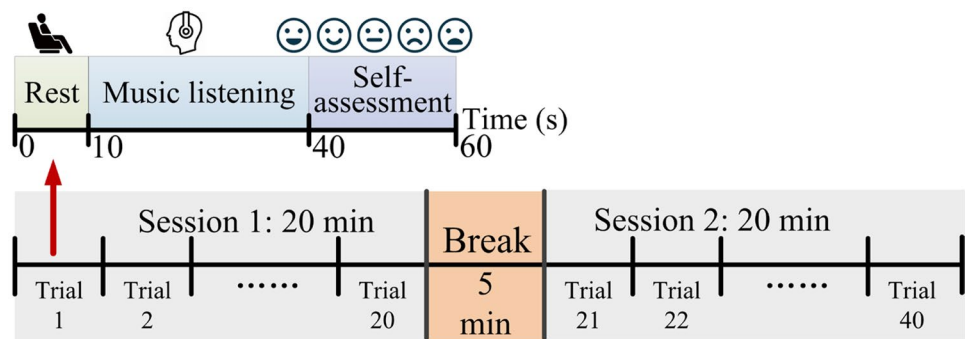 Rest
Music listening
Self-
assessment
Time (s)
0
10
40
60
Session 1: 20 min
Break
5
min
Session 2: 20 min
Trial
1
Trial
2
......
Trial
20
Trial
21
Trial
22
......
Trial
40